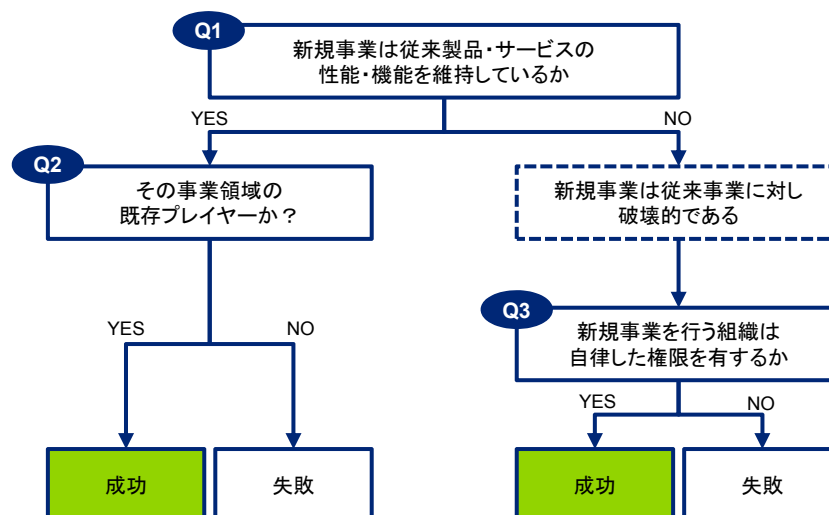 Q1
新規事業は従来製品・サービスの
性能・機能を維持しているか
YES
NO
Q2
その事業領域の
既存プレイヤーか？
新規事業は従来事業に対し
破壊的である
YES
NO
Q3
新規事業を行う組織は
自律した権限を有するか
YES
NO
成功
失敗
成功
失敗